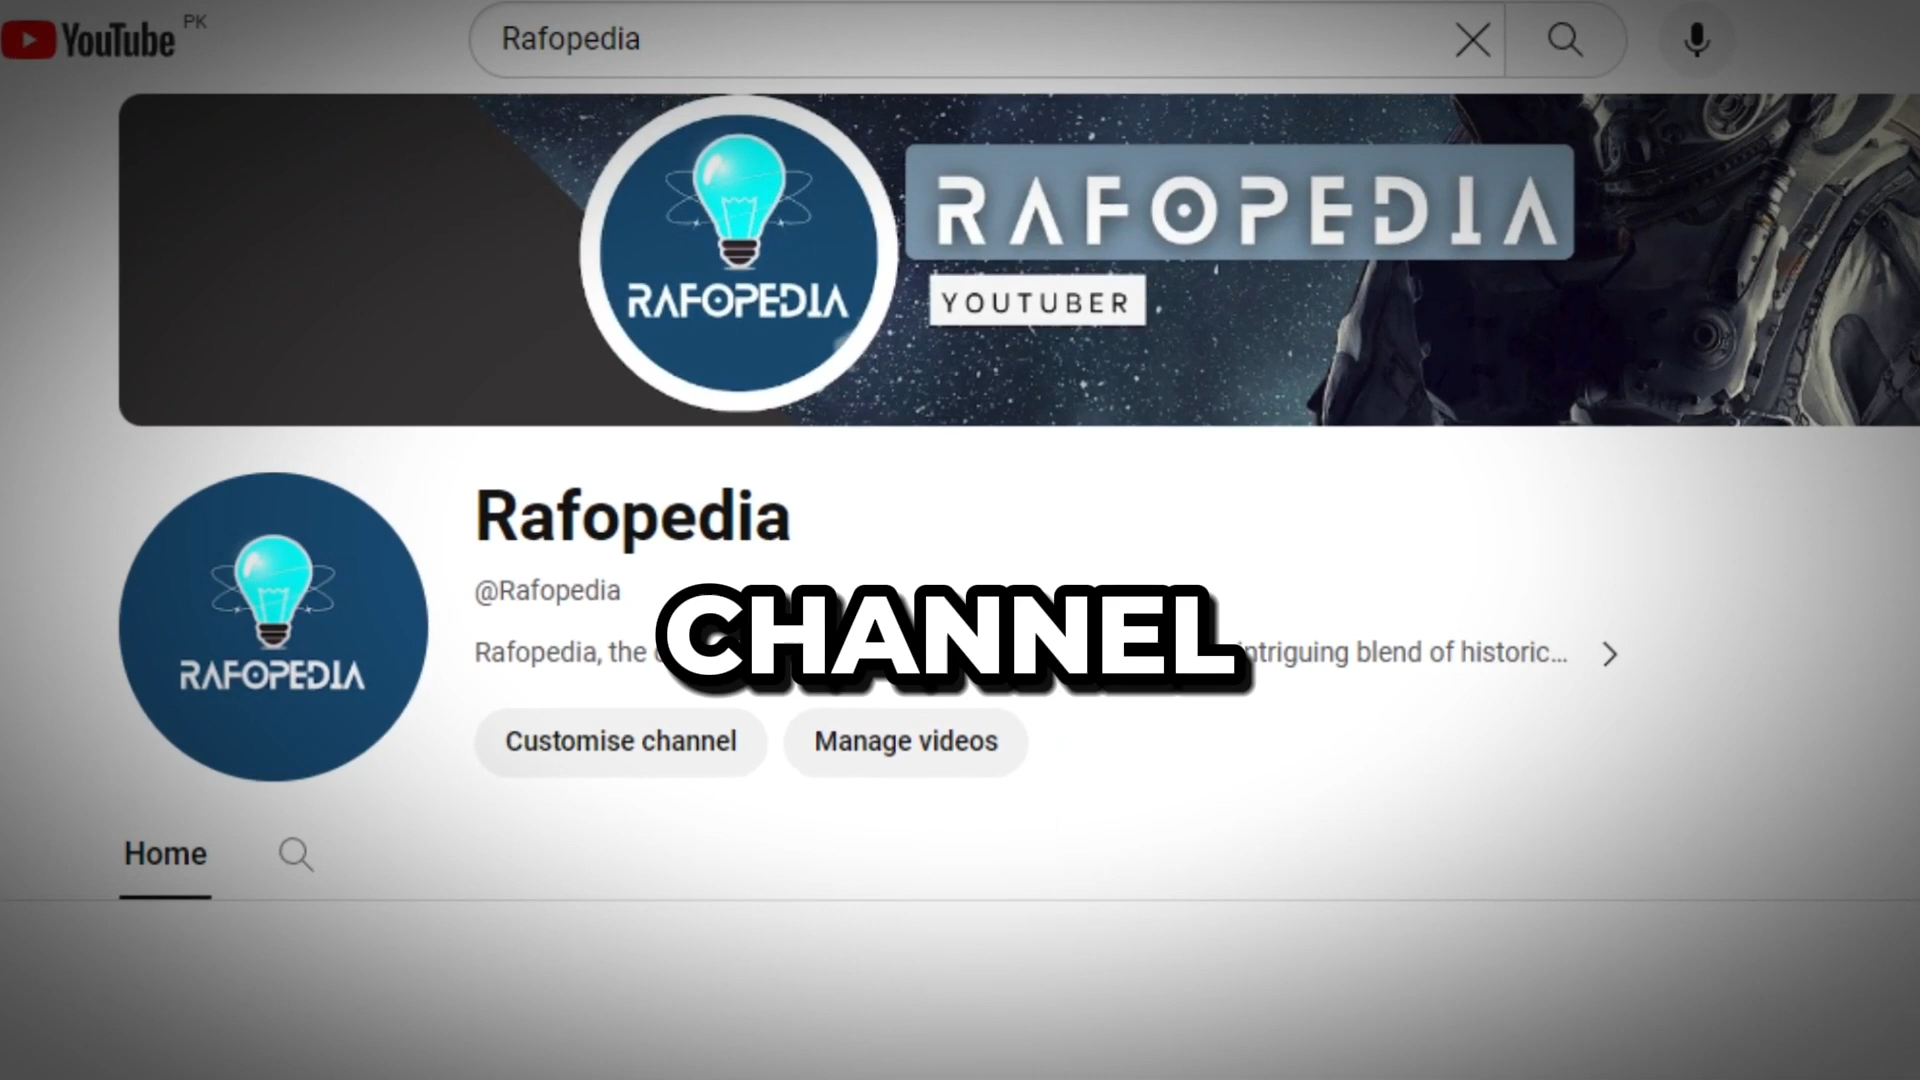 YouTube PK
Rafopedia
RAFOPEDIA
RAFOPEDIA
YOUTUBER
RAFOPEDIA
Rafopedia
@Rafopedia
CHANNEL
Rafopedia, the ntriguing blend of historic...
Customise channel Manage videos
Home